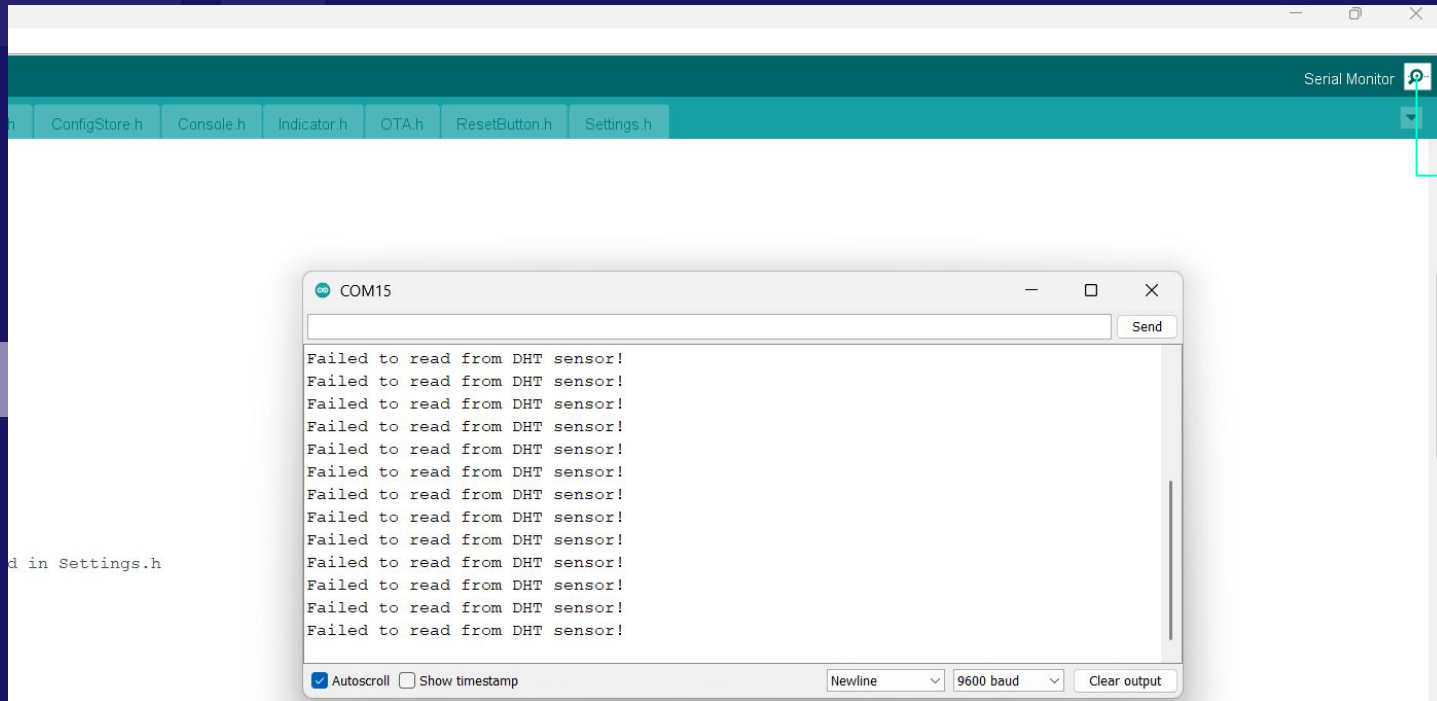 Serial Monitor
h ConfigStore.h Console.h Indicator.h OTA.h ResetButton.h Settings.h
COM15
Send
Failed to read from DHT sensor!
Failed to read from DHT sensor!
Failed to read from DHT sensor!
Failed to read from DHT sensor!
Failed to read from DHT sensor!
Failed to read from DHT sensor!
Failed to read from DHT sensor!
Failed to read from DHT sensor!
Failed to read from DHT sensor!
d in Settings.h
Failed to read from DHT sensor!
Failed to read from DHT sensor!
Failed to read from DHT sensor!
Failed to read from DHT sensor!
Autoscroll Show timestamp Newline 9600 baud Clear output